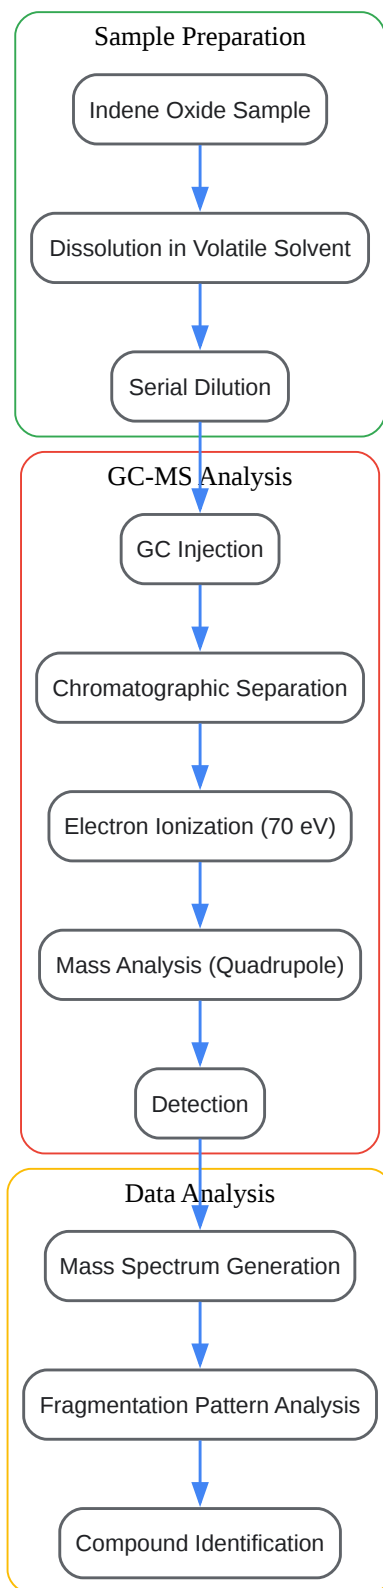 Sample Preparation
Indene Oxide Sample
Dissolution in Volatile Solvent
Serial Dilution
GC-MS Analysis
GC Injection
Chromatographic Separation
Electron Ionization (70 eV)
Mass Analysis (Quadrupole)
Detection
Data Analysis
Mass Spectrum Generation
Fragmentation Pattern Analysis
Compound Identification